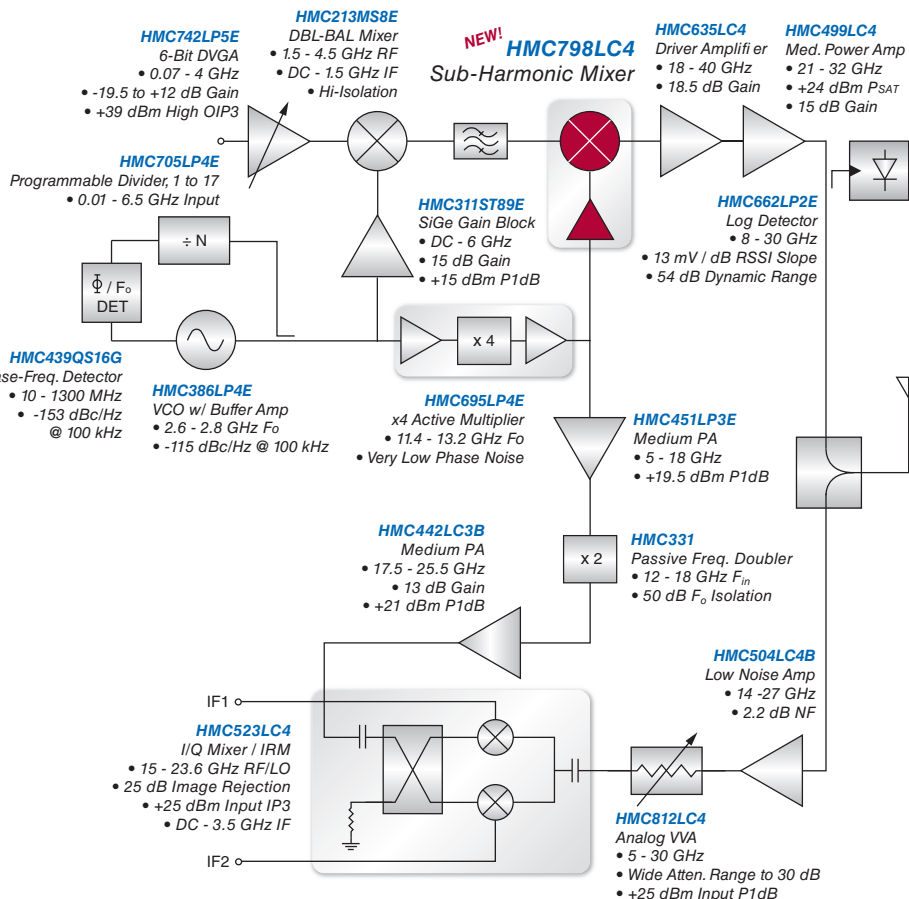 HMC742LP5E
6-Bit DVGA
• 0.07 - 4 GHz
• -19.5 to +12 dB Gain
• +39 dBm High OIP3
HMC213MS8E
DBL-BAL Mixer
• 1.5 - 4.5 GHz RF
• DC - 1.5 GHz IF
• Hi-Isolation
NEW!
HMC798LC4
Sub-Harmonic Mixer
HMC635LC4
Driver Amplifier
• 18 - 40 GHz
• 18.5 dB Gain
HMC499LC4
Med. Power Amp
• 21 - 32 GHz
• +24 dBm PSAT
• 15 dB Gain
HMC705LP4E
Programmable Divider, 1 to 17
• 0.01 - 6.5 GHz Input
HMC311ST89E
SiGe Gain Block
• DC - 6 GHz
• 15 dB Gain
• +15 dBm P1dB
HMC662LP2E
Log Detector
• 8 - 30 GHz
• 13 mV / dB RSSI Slope
• 54 dB Dynamic Range
÷ N
Φ / Fo
DET
x 4
HMC439QS16G
ase-Freq. Detector
• 10 - 1300 MHz
• -153 dBc/Hz
@ 100 kHz
HMC386LP4E
VCO w/ Buffer Amp
• 2.6 - 2.8 GHz Fo
• -115 dBc/Hz @ 100 kHz
HMC695LP4E
x4 Active Multiplier
• 11.4 - 13.2 GHz Fo
• Very Low Phase Noise
HMC451LP3E
Medium PA
• 5 - 18 GHz
• +19.5 dBm P1dB
HMC442LC3B
Medium PA
• 17.5 - 25.5 GHz
• 13 dB Gain
• +21 dBm P1dB
x 2
HMC331
Passive Freq. Doubler
• 12 - 18 GHz Fin
• 50 dB Fo Isolation
HMC504LC4B
Low Noise Amp
• 14 -27 GHz
• 2.2 dB NF
IF1
HMC523LC4
I/Q Mixer / IRM
• 15 - 23.6 GHz RF/LO
• 25 dB Image Rejection
• +25 dBm Input IP3
• DC - 3.5 GHz IF
IF2
HMC812LC4
Analog VVA
• 5 - 30 GHz
• Wide Atten. Range to 30 dB
• +25 dBm Input P1dB